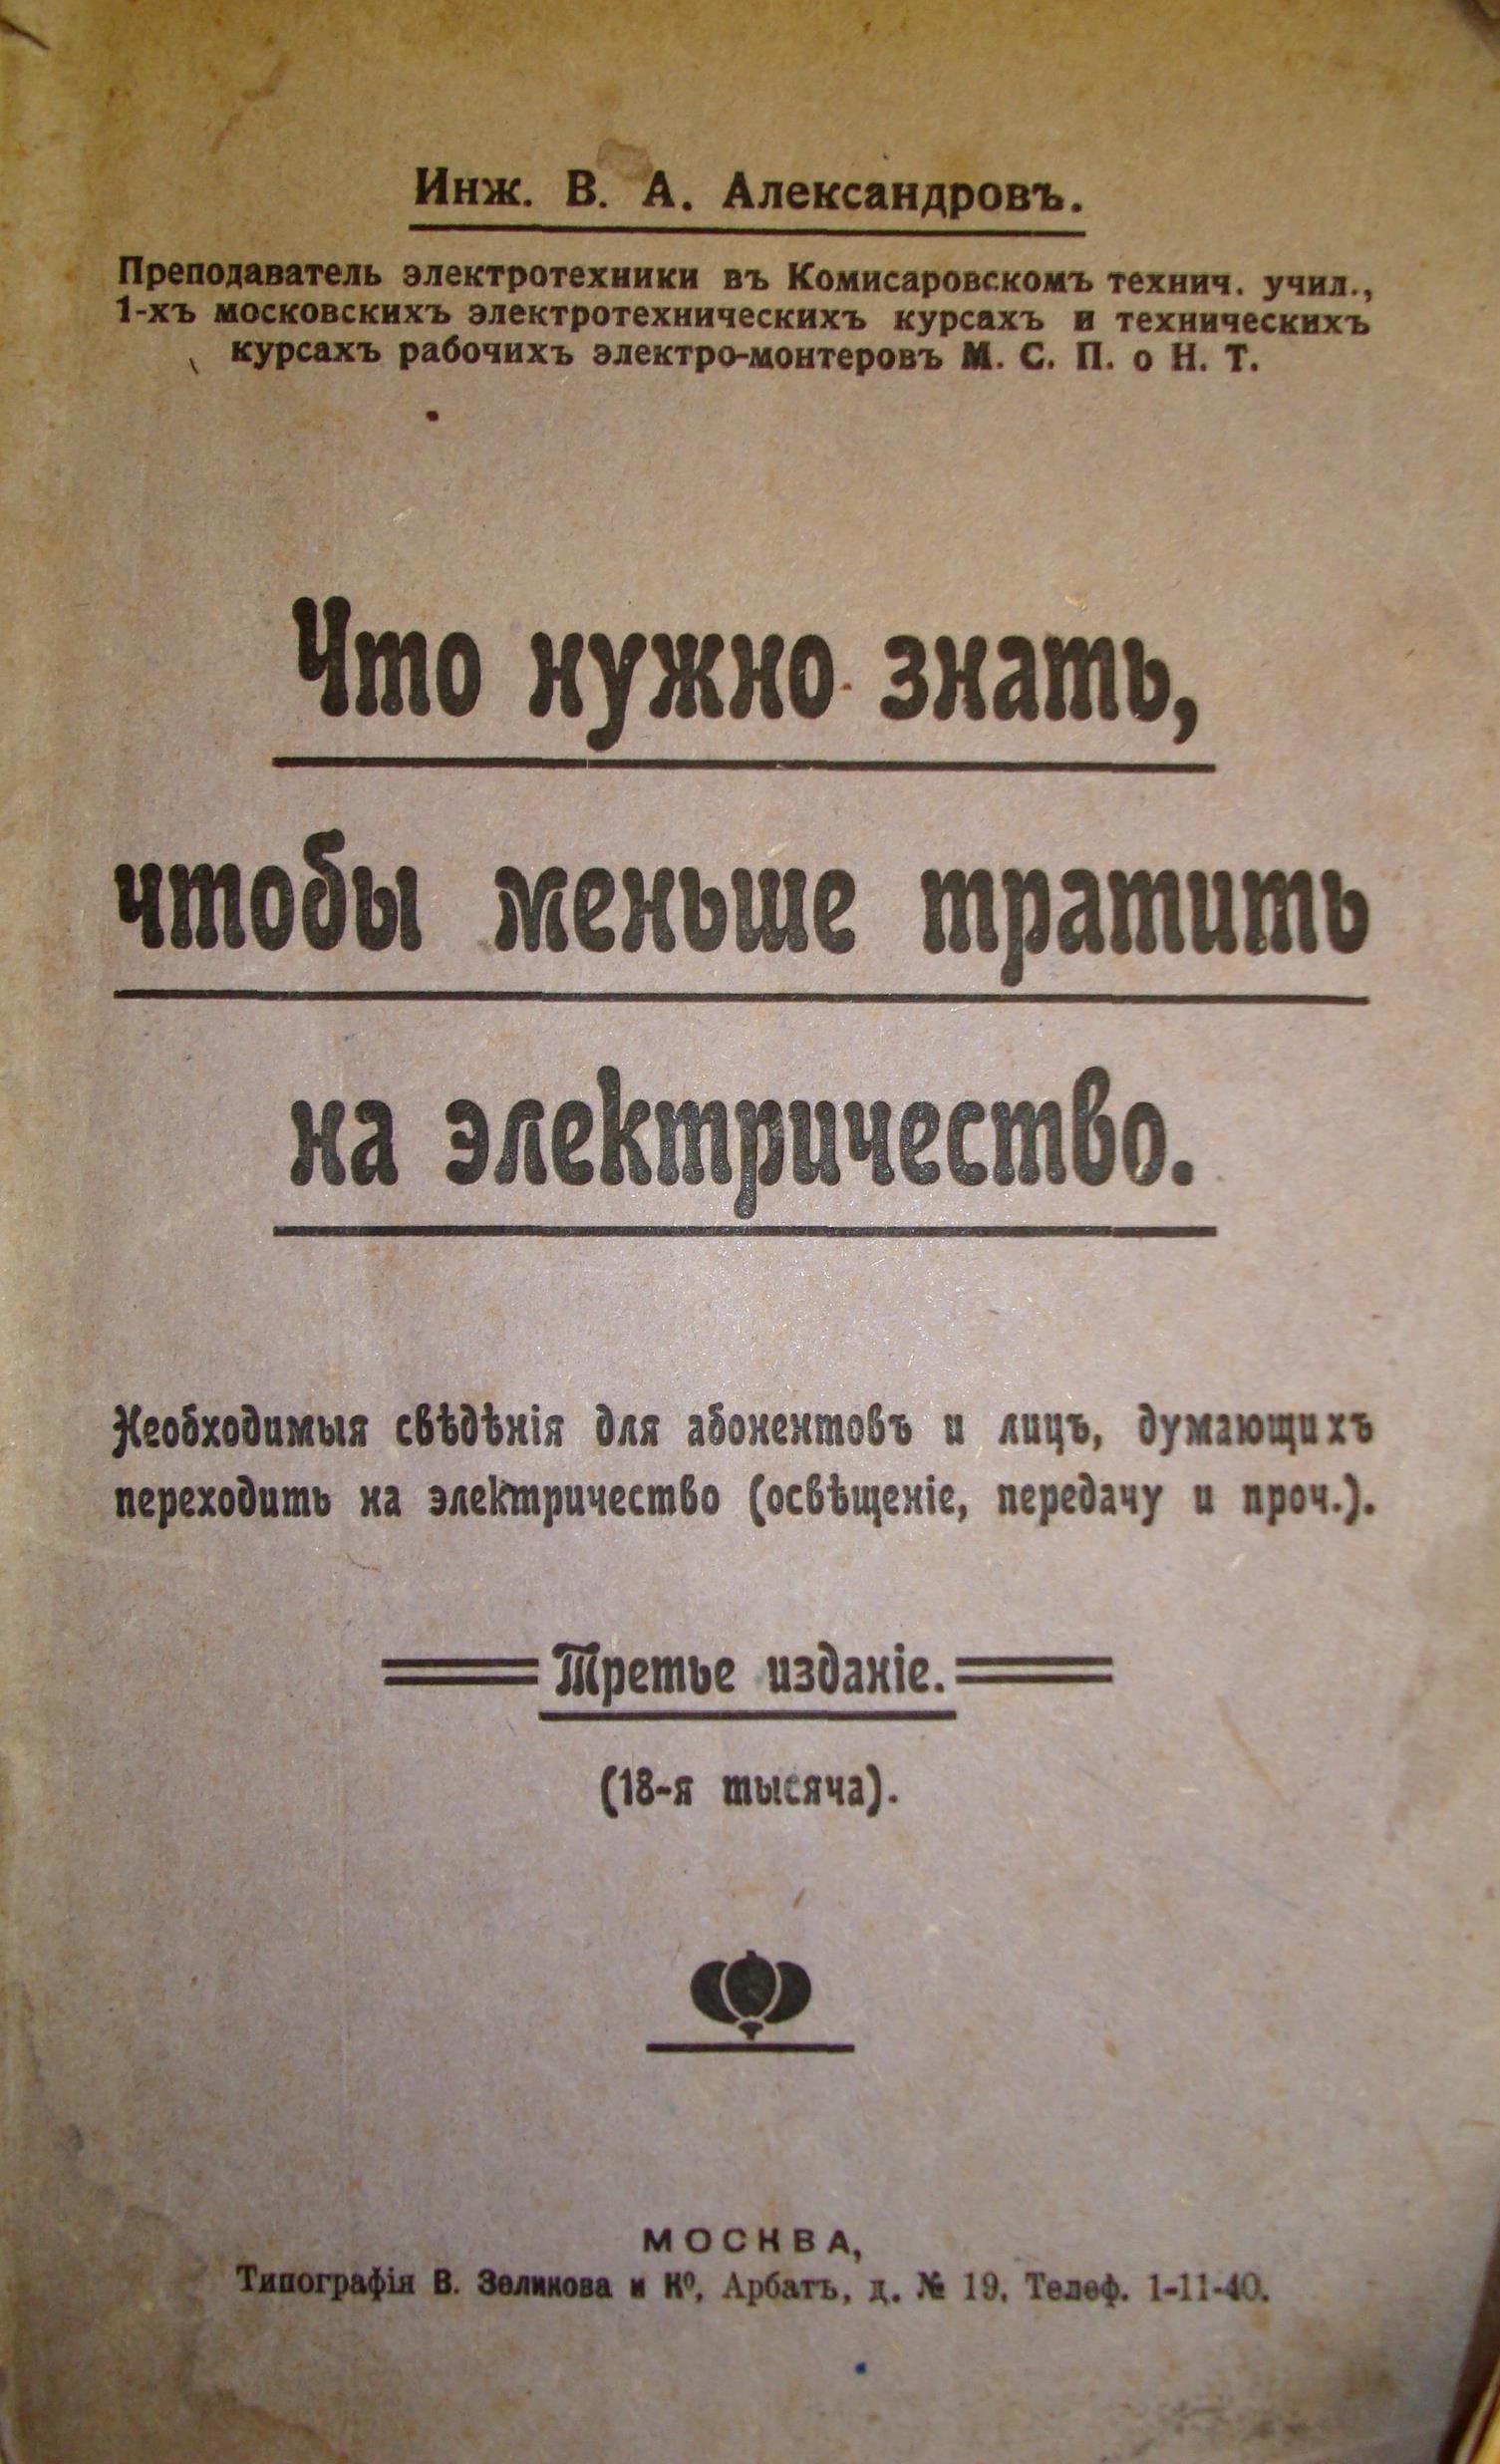 Инж. В. А. Александровъ.
Преподаватель электротехники въ Комисаровскомъ технич. учил.,
1-хъ московскихъ электротехническихъ курсахъ и техническихъ
курсахъ рабочихъ электро-монтеровъ М. С. П. о Н. Т.
Что нужно знать,
чтобы меньше тратить
на электричество.
Необходимыя свѣдѣнія для абонентовъ и лицъ, думающихъ
переходить на электричество (освѣщеніе, передачу и проч.).
Третье изданіе.
(18-я тысяча).
МОСКВА,
Типографія В. Зеликова и Кº, Арбатъ, д. № 19. Телеф. 1-11-40.